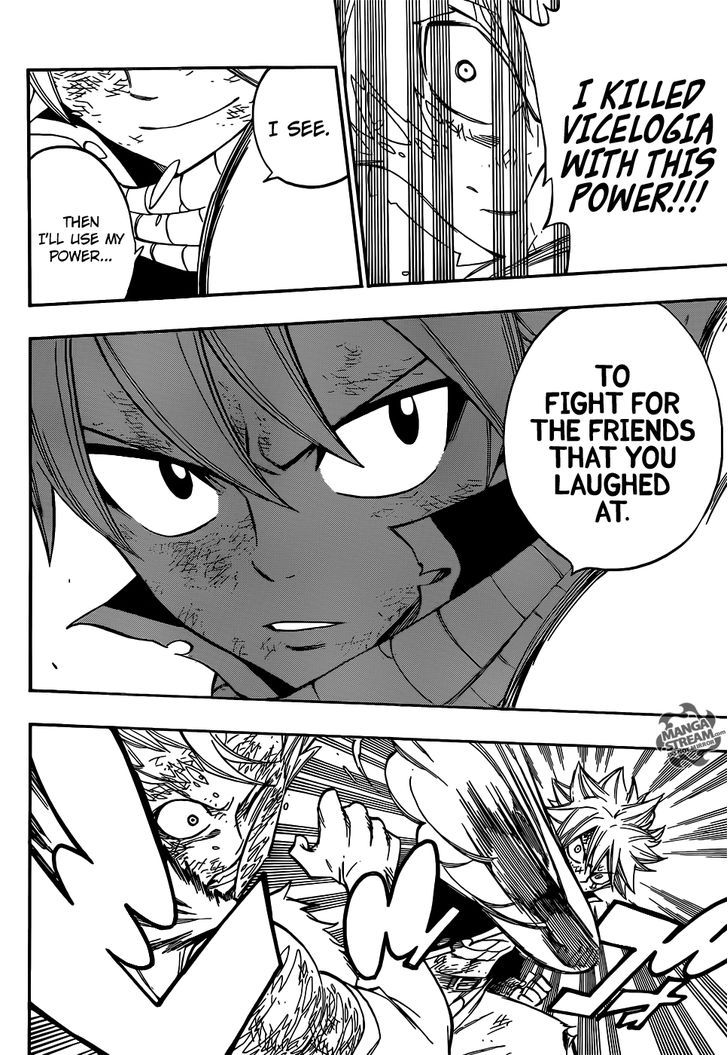 I KILLED
VICELOGIA
WITH THIS
POWER!!!
I SEE.
THEN
I'LL USE MY
POWER...
TO
FIGHT FOR
THE FRIENDS
THAT YOU
LAUGHED
AT.
MANGA
STREAM.com